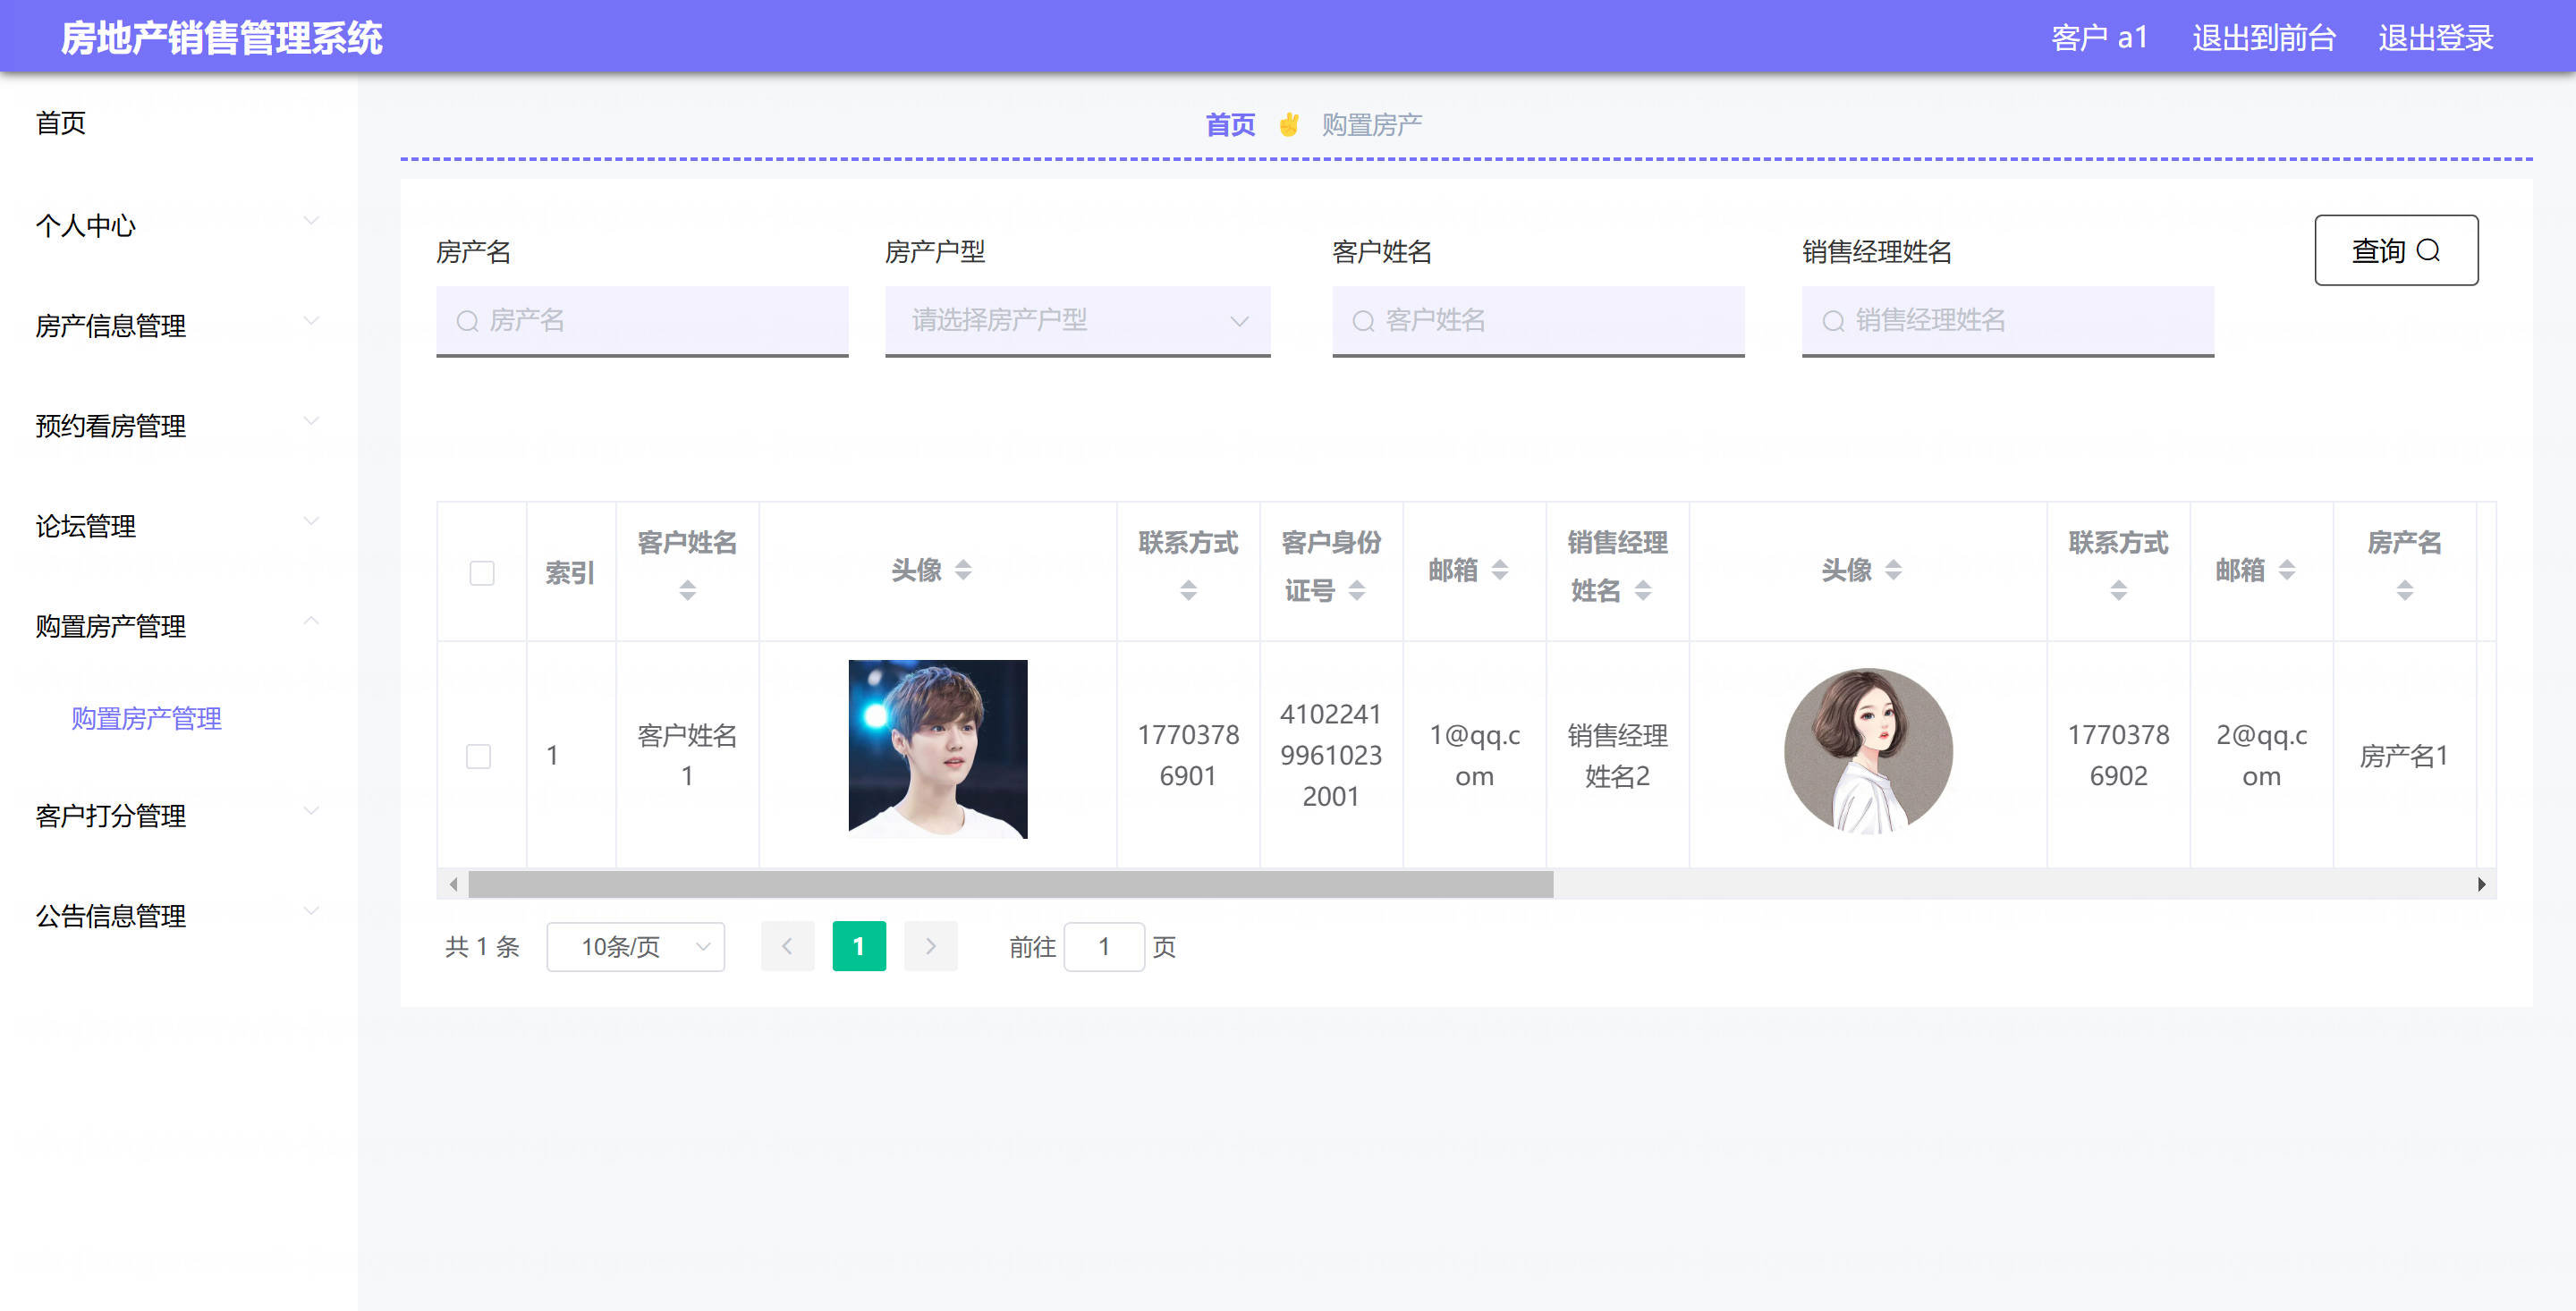 房地产销售管理系统
客户 a1 退出到前台 退出登录
首页
个人中心
房产信息管理
预约看房管理
论坛管理
购置房产管理
购置房产管理
客户打分管理
公告信息管理
首页 购置房产
房产名 房产户型 客户姓名 销售经理姓名
查询
房产名 请选择房产户型 客户姓名 销售经理姓名
索引
客户姓名
头像
联系方式
客户身份
证号
邮箱
销售经理
姓名
头像
联系方式
邮箱
房产名
1
客户姓名
1
1770378
6901
4102241
9961023
2001
1@qq.c
om
销售经理
姓名2
1770378
6902
2@qq.c
om
房产名1
共 1 条 10条/页 1 前往 1 页